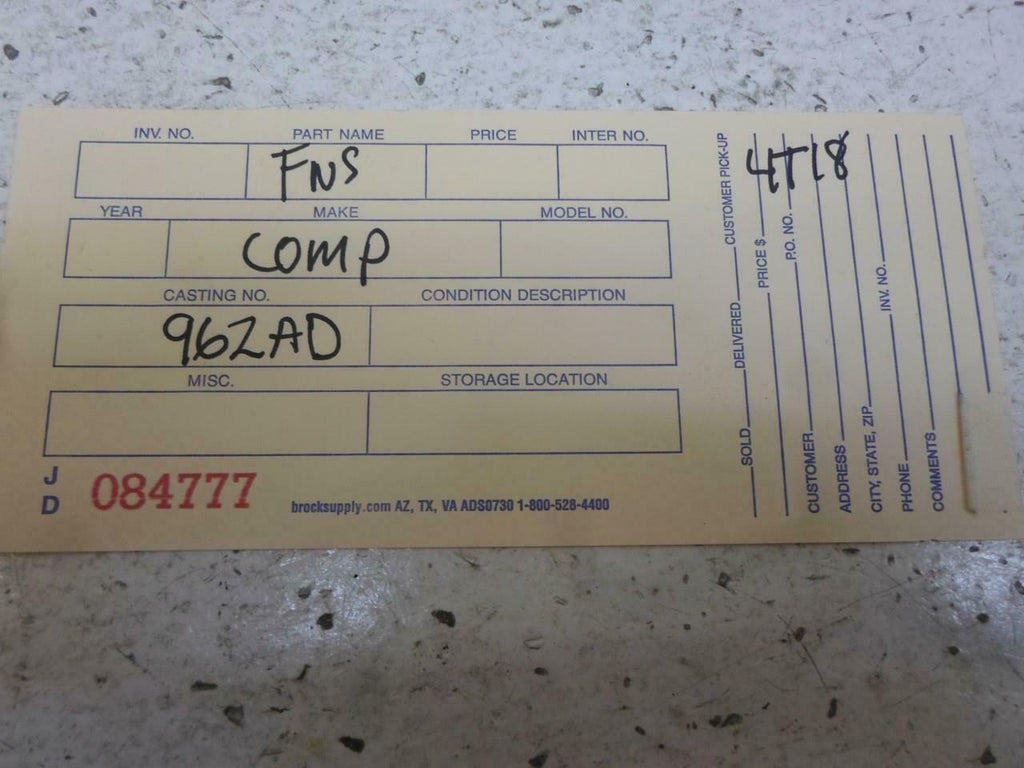 INV. NO. PART NAME PRICE INTER NO.
FNS
YEAR MAKE MODEL NO.
COMP
CASTING NO. CONDITION DESCRIPTION
962AD
MISC. STORAGE LOCATION
J
D
084777
brocksupply.com AZ, TX, VA ADS0730 1-800-528-4400
SOLD DELIVERED CUSTOMER PICK-UP
PRICE $
P.O. NO.
CUSTOMER
ADDRESS
CITY, STATE, ZIP
INV. NO.
PHONE
COMMENTS
4T18